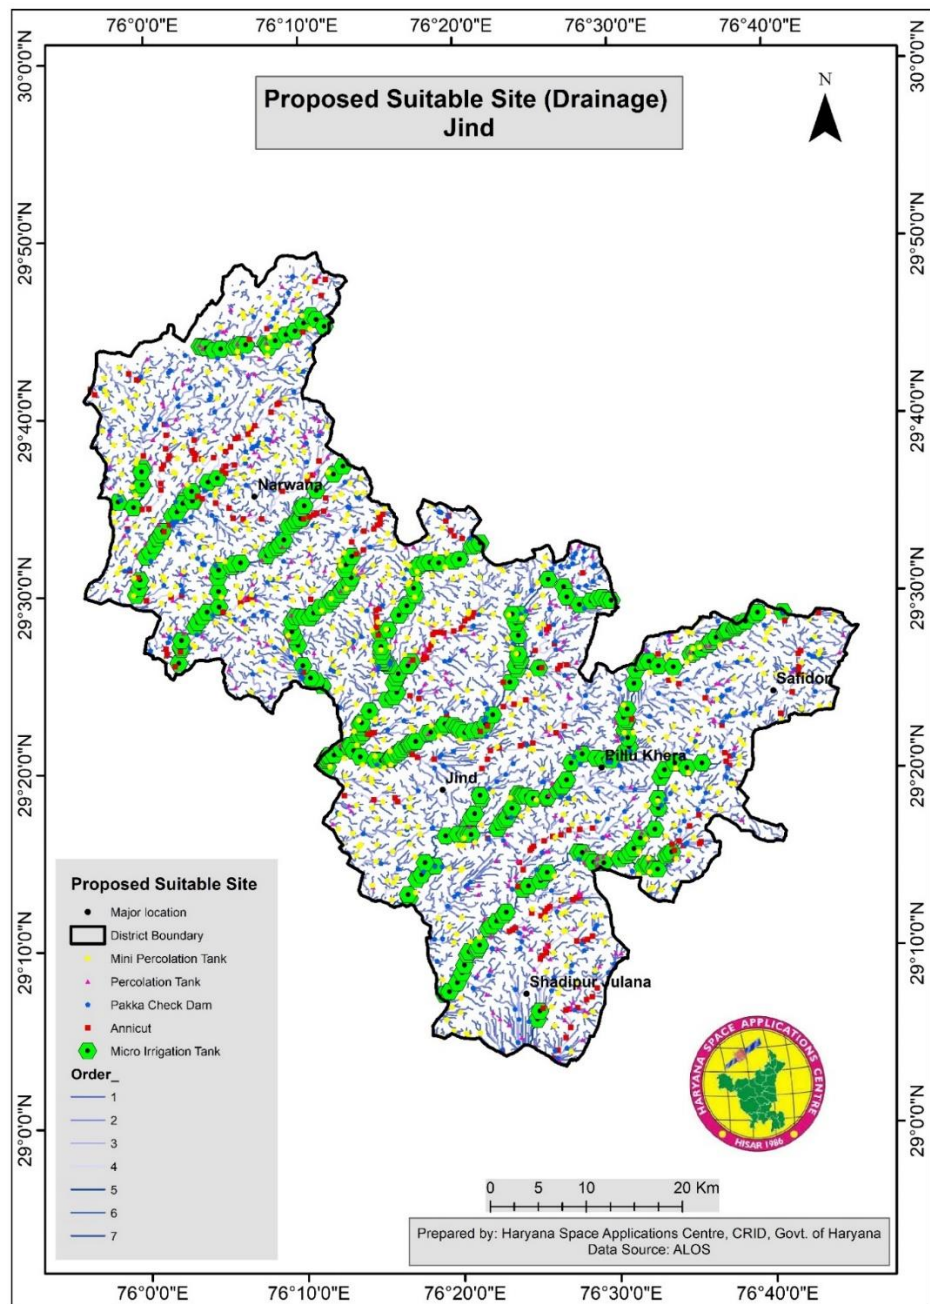 76°0'0"E 76°10'0"E 76°20'0"E 76°30'0"E 76°40'0"E
30°0'0"N 30°0'0"N
Proposed Suitable Site (Drainage)
Jind
N
29°50'0"N 29°50'0"N
29°40'0"N 29°40'0"N
Narwana
29°30'0"N 29°30'0"N
Safidon
Pillu Khera
29°20'0"N 29°20'0"N
Jind
29°10'0"N 29°10'0"N
Shadipur Julana
29°0'0"N 29°0'0"N
Proposed Suitable Site
Major location
District Boundary
Mini Percolation Tank
Percolation Tank
Pakka Check Dam
Annicut
Micro Irrigation Tank
Order_
1
2
3
4
5
6
7
HARYANA SPACE APPLICATIONS CENTRE
HISAR 1986
0 5 10 20 Km
Prepared by: Haryana Space Applications Centre, CRID, Govt. of Haryana
Data Source: ALOS
76°0'0"E 76°10'0"E 76°20'0"E 76°30'0"E 76°40'0"E